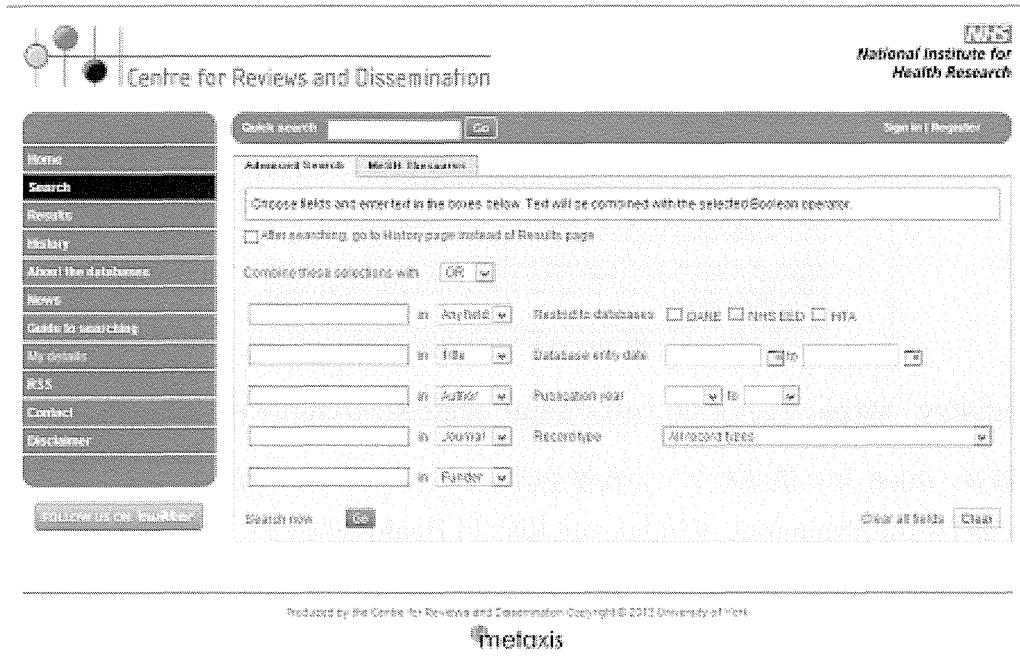 NHS
National Institute for
Health Research
Centre for Reviews and Dissemination
Quick search Go Sign in | Register
Home
Search
Results
History
About the databases
News
Guide to searching
My details
RSS
Contact
Disclaimer
FOLLOW US ON twitter
Advanced Search MeSH Thesaurus
Choose fields and enter text in the boxes below. Text will be combined with the selected Boolean operator.
After searching, go to History page instead of Results page
Combine these selections with OR
in Any field Restrict to databases DARE NHS EED HTA
in Title Database entry date to
in Author Publication year to
in Journal Record type All record types
in Funder
Search now Go Clear all fields Clear
Produced by the Centre for Reviews and Dissemination Copyright © 2012 University of York
metaxis